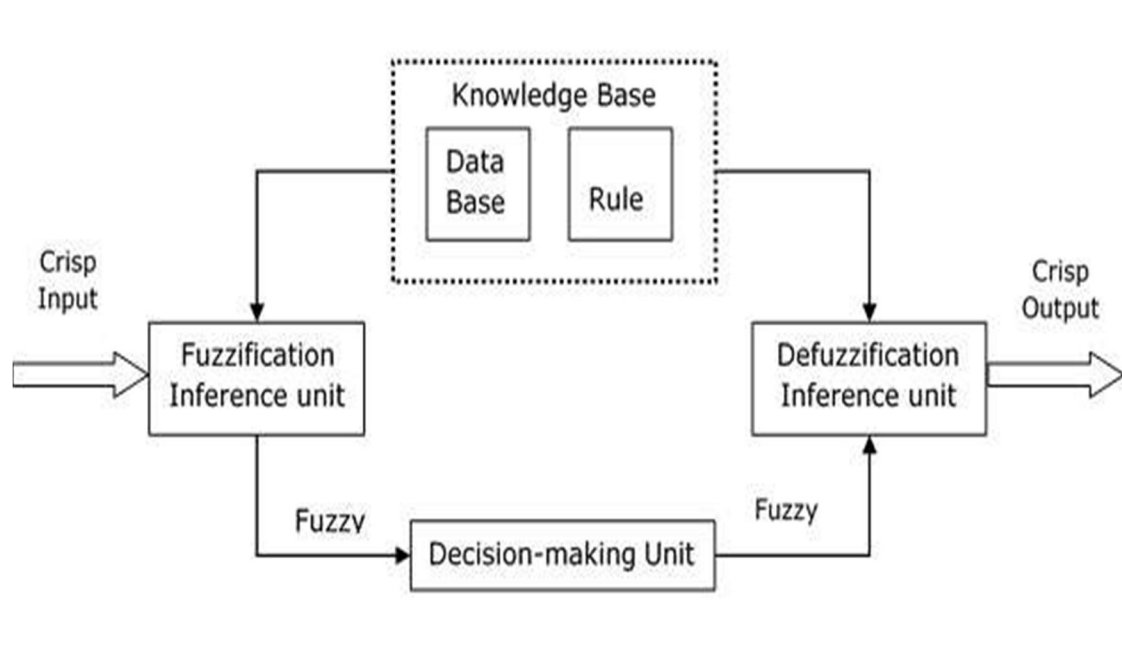 Knowledge Base
Data
Base
Rule
Crisp
Input
Crisp
Output
Fuzzification
Inference unit
Defuzzification
Inference unit
Fuzzy
Fuzzy
Decision-making Unit